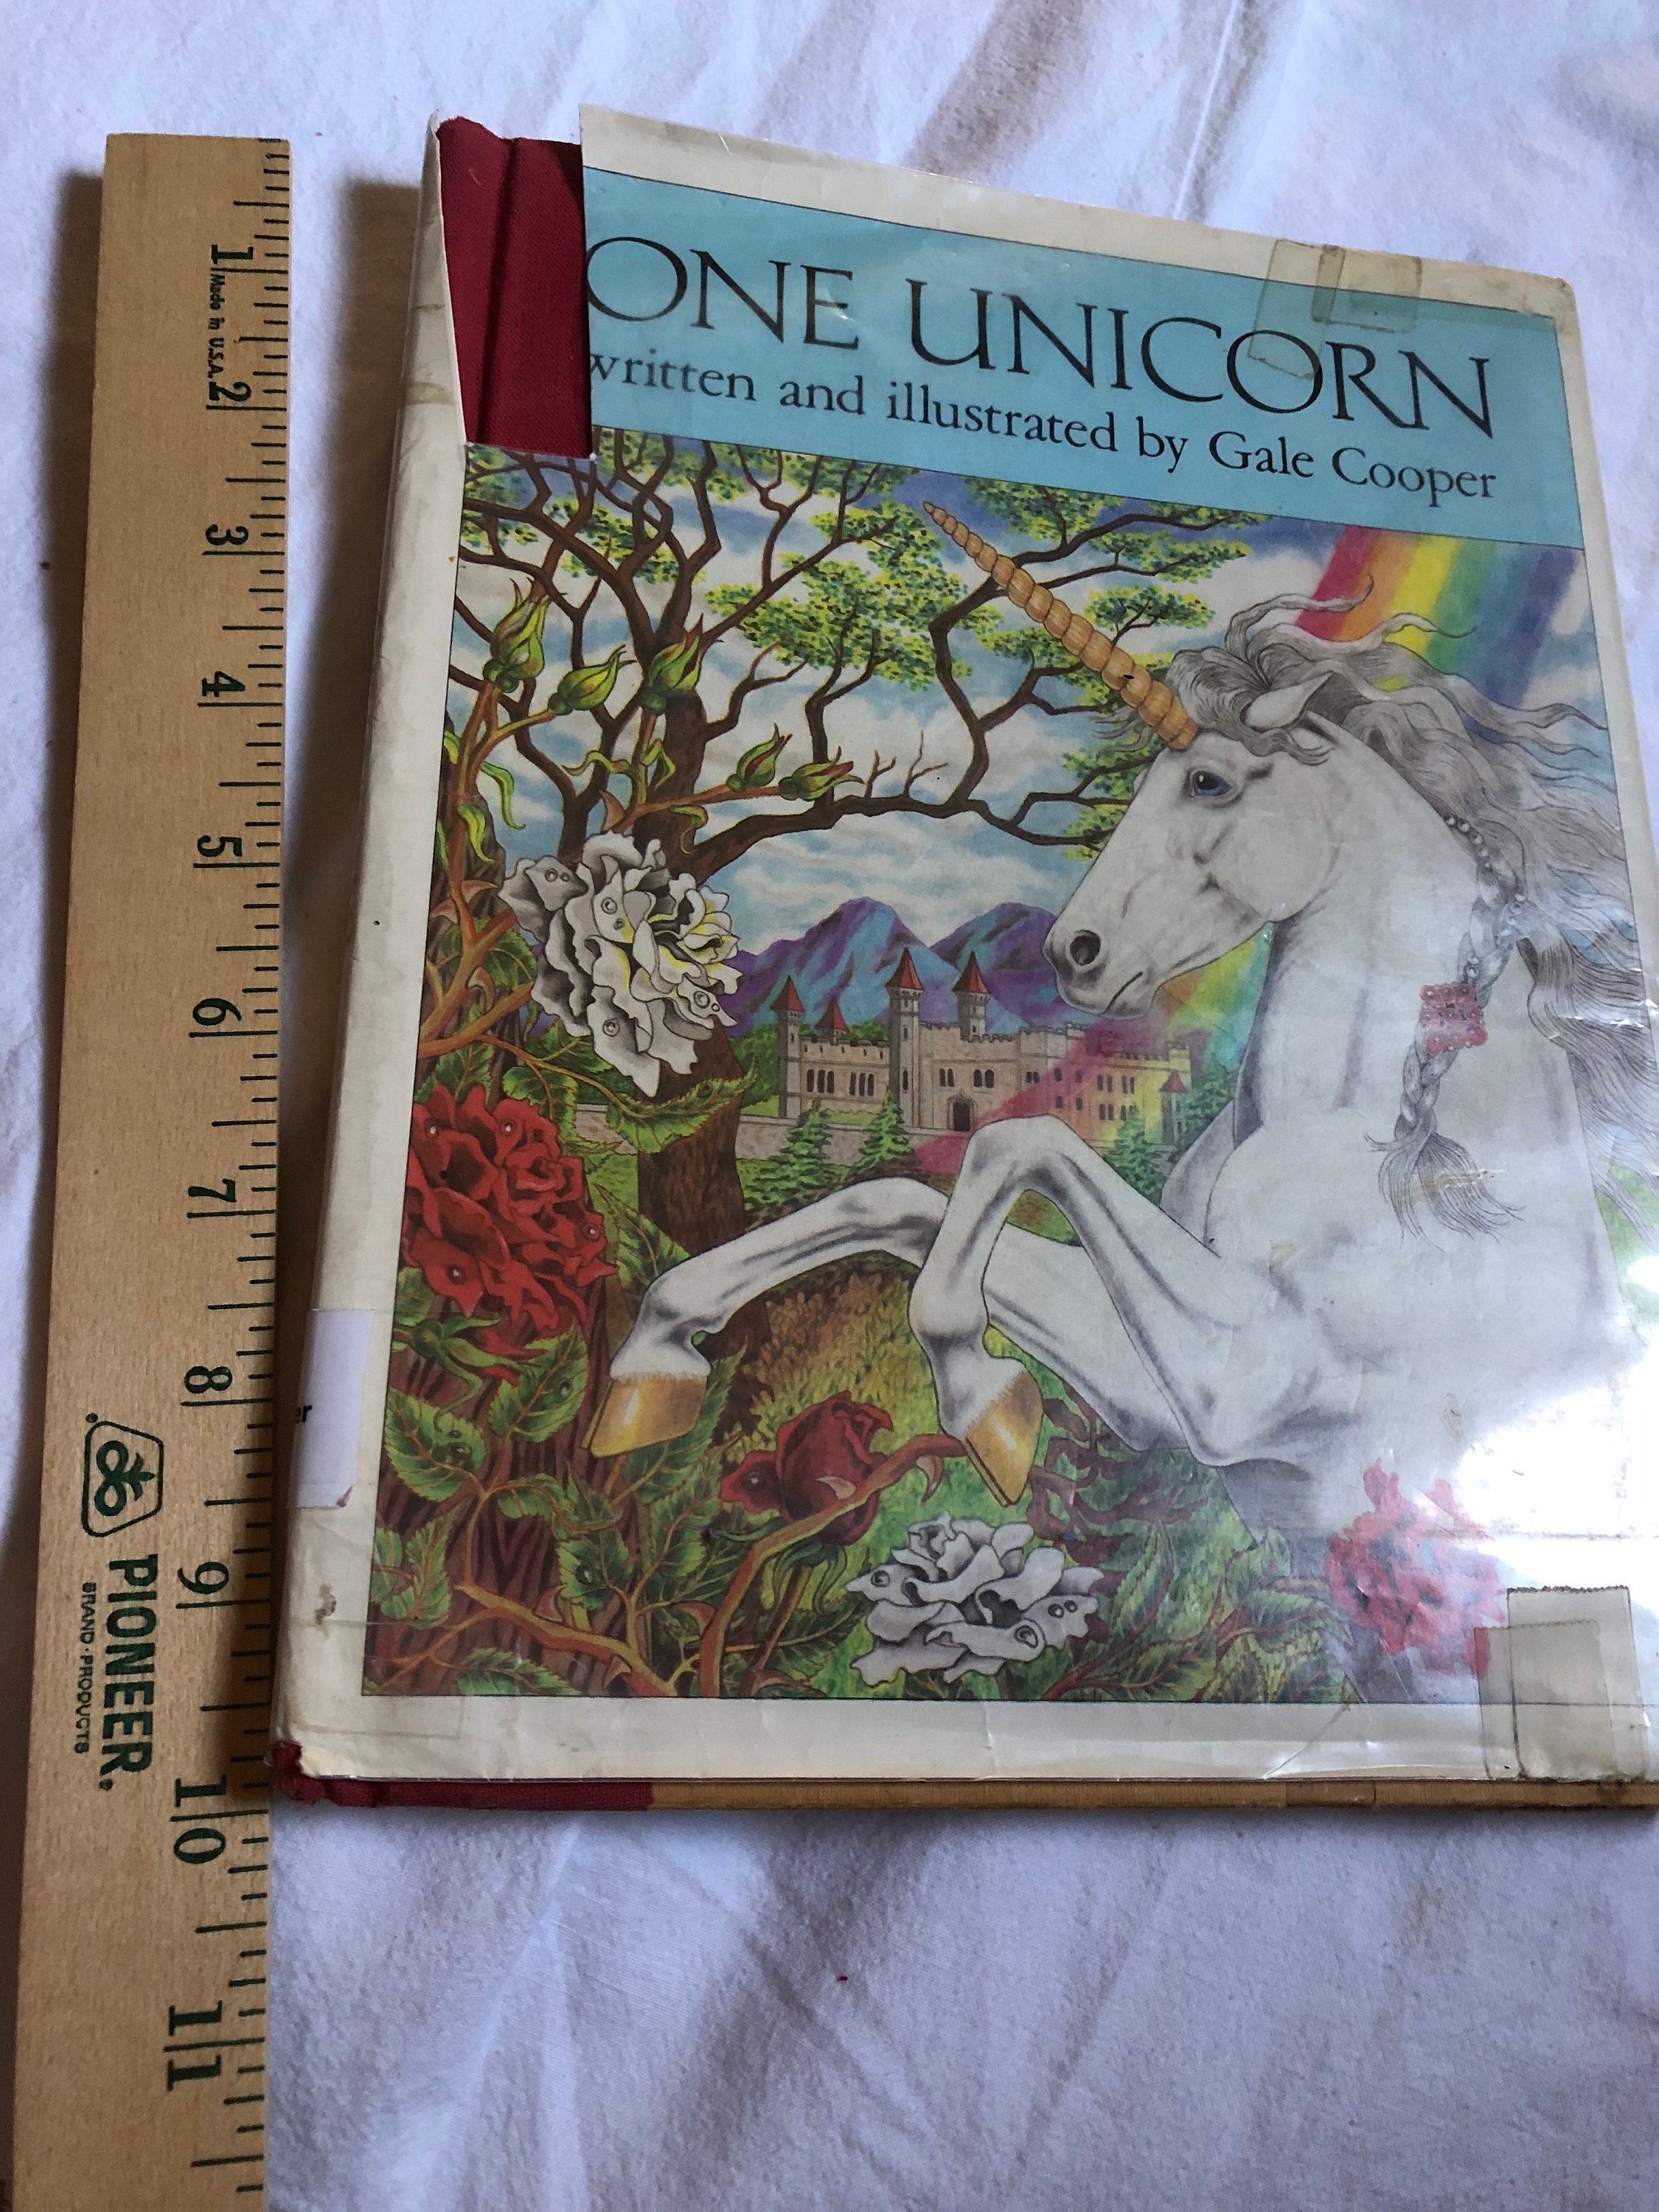 ONE UNICORN
written and illustrated by Gale Cooper
1
Made in U.S.A.
2
3
4
5
6
7
8
9
10
11
PIONEER.
BRAND·PRODUCTS
er